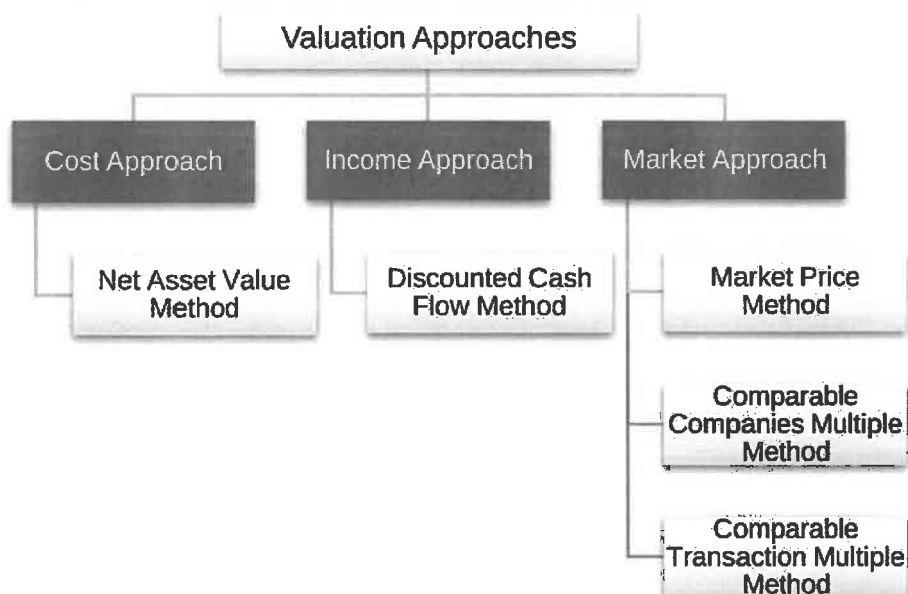 Valuation Approaches
Cost Approach
Income Approach
Market Approach
Net Asset Value
Method
Discounted Cash
Flow Method
Market Price
Method
Comparable
Companies Multiple
Method
Comparable
Transaction Multiple
Method